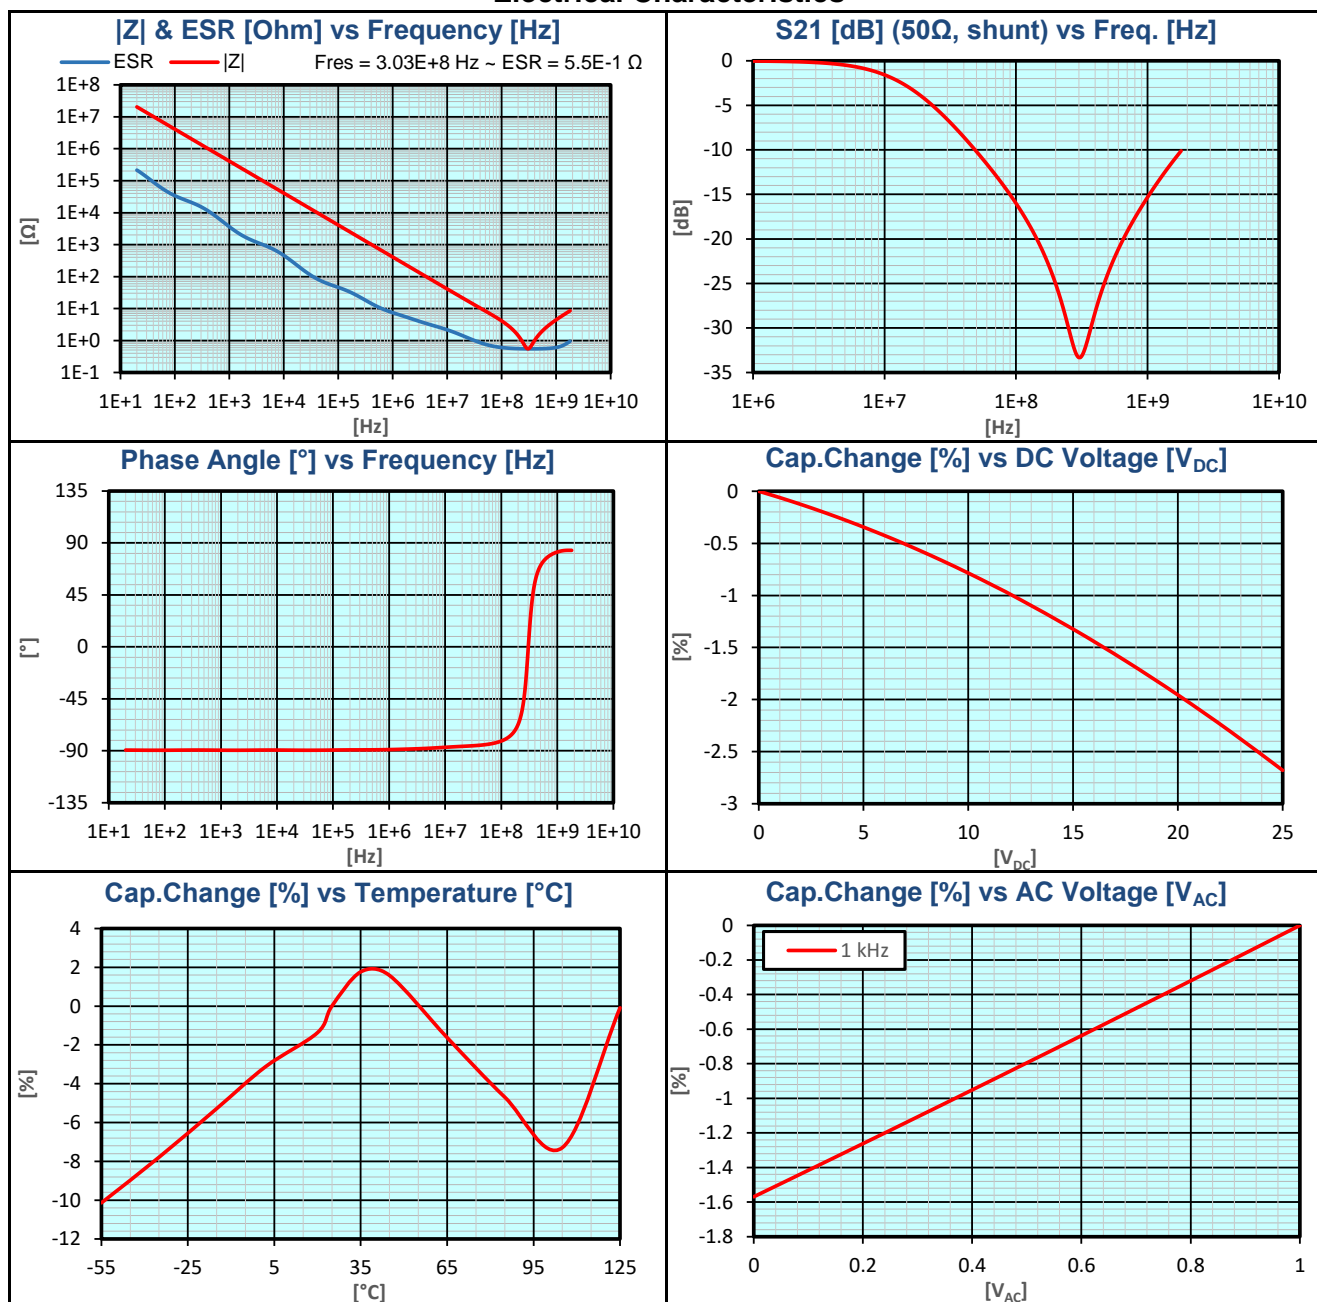 |Z| & ESR [Ohm] vs Frequency [Hz]
ESR |Z| Fres = 3.03E+8 Hz ~ ESR = 5.5E-1 Ω
1E+8
1E+7
1E+6
1E+5
1E+4
1E+3
1E+2
1E+1
1E+0
1E-1
[Ω]
1E+1 1E+2 1E+3 1E+4 1E+5 1E+6 1E+7 1E+8 1E+9 1E+10
[Hz]
S21 [dB] (50Ω, shunt) vs Freq. [Hz]
0
-5
-10
-15
-20
-25
-30
-35
[dB]
1E+6 1E+7 1E+8 1E+9 1E+10
[Hz]
Phase Angle [°] vs Frequency [Hz]
135
90
45
0
-45
-90
-135
[°]
1E+1 1E+2 1E+3 1E+4 1E+5 1E+6 1E+7 1E+8 1E+9 1E+10
[Hz]
Cap.Change [%] vs DC Voltage [VDC]
0
-0.5
-1
-1.5
-2
-2.5
-3
[%]
0 5 10 15 20 25
[VDC]
Cap.Change [%] vs Temperature [°C]
4
2
0
-2
-4
-6
-8
-10
-12
[%]
-55 -25 5 35 65 95 125
[°C]
Cap.Change [%] vs AC Voltage [VAC]
1 kHz
0
-0.2
-0.4
-0.6
-0.8
-1
-1.2
-1.4
-1.6
-1.8
[%]
0 0.2 0.4 0.6 0.8 1
[VAC]